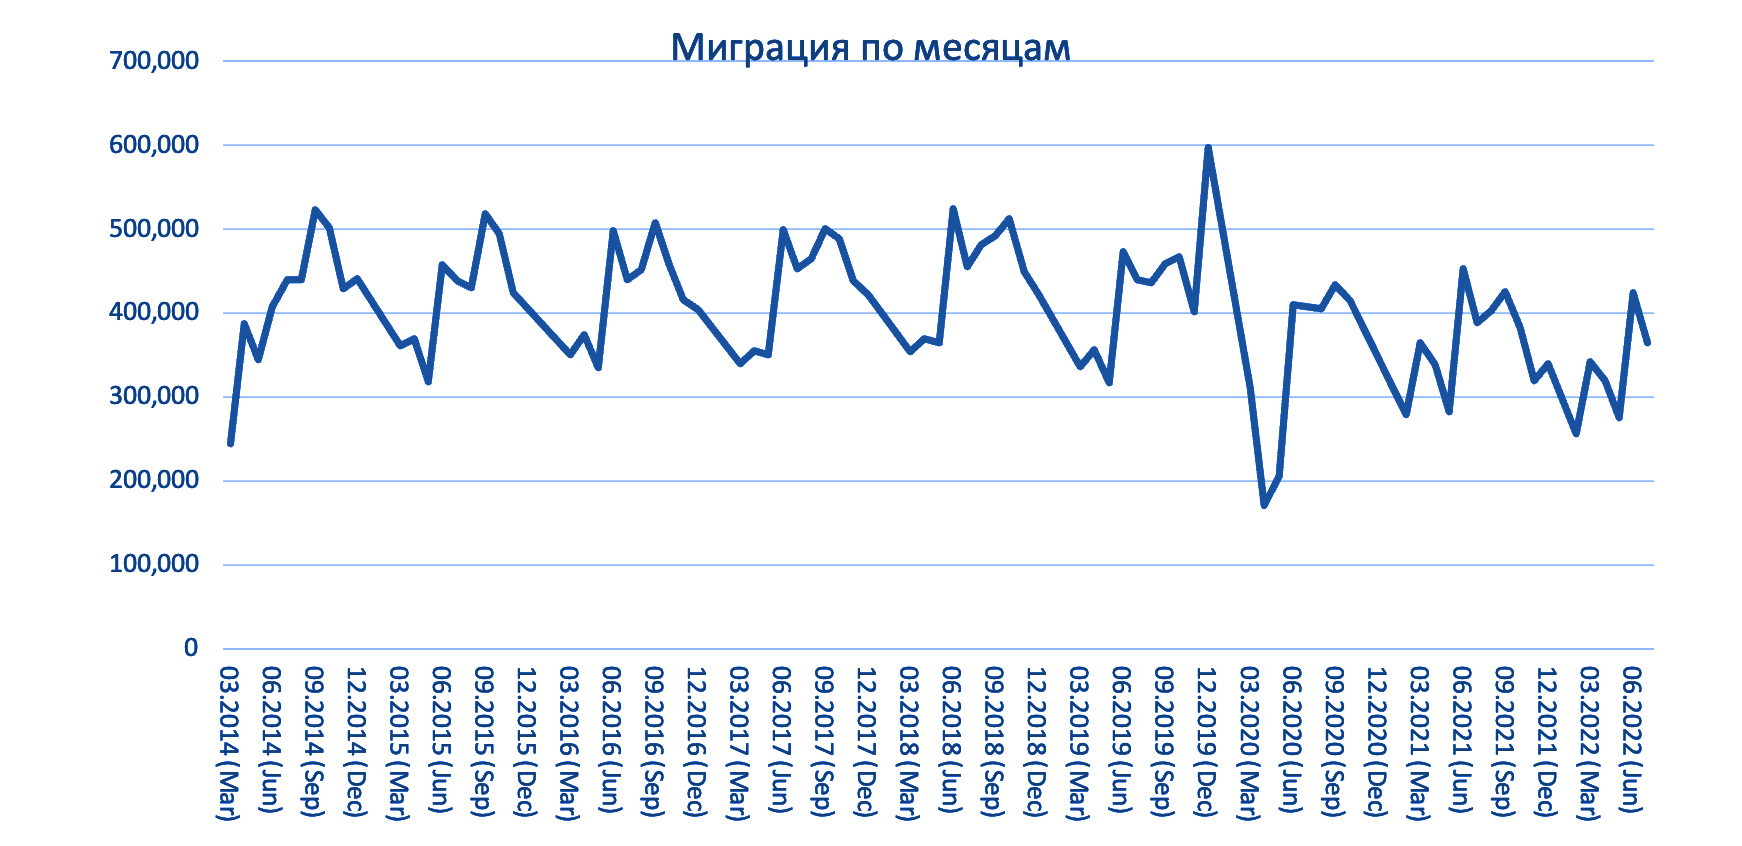 Миграция по месяцам
700,000
600,000
500,000
400,000
300,000
200,000
100,000
0
03.2014 (Mar)
06.2014 (Jun)
09.2014 (Sep)
12.2014 (Dec)
03.2015 (Mar)
06.2015 (Jun)
09.2015 (Sep)
12.2015 (Dec)
03.2016 (Mar)
06.2016 (Jun)
09.2016 (Sep)
12.2016 (Dec)
03.2017 (Mar)
06.2017 (Jun)
09.2017 (Sep)
12.2017 (Dec)
03.2018 (Mar)
06.2018 (Jun)
09.2018 (Sep)
12.2018 (Dec)
03.2019 (Mar)
06.2019 (Jun)
09.2019 (Sep)
12.2019 (Dec)
03.2020 (Mar)
06.2020 (Jun)
09.2020 (Sep)
12.2020 (Dec)
03.2021 (Mar)
06.2021 (Jun)
09.2021 (Sep)
12.2021 (Dec)
03.2022 (Mar)
06.2022 (Jun)